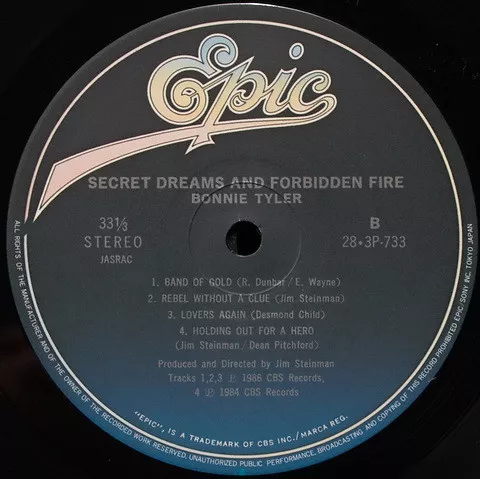 Epic
SECRET DREAMS AND FORBIDDEN FIRE
BONNIE TYLER
33⅓
STEREO
JASRAC
B
28・3P-733
1. BAND OF GOLD (R. Dunbar/E. Wayne)
2. REBEL WITHOUT A CLUE (Jim Steinman)
3. LOVERS AGAIN (Desmond Child)
4. HOLDING OUT FOR A HERO
(Jim Steinman/Dean Pitchford)
Produced and Directed by Jim Steinman
Tracks 1,2,3 ℗ 1986 CBS Records,
4 ℗ 1984 CBS Records
"EPIC", IS A TRADEMARK OF CBS INC./MARCA REG.
ALL RIGHTS OF THE MANUFACTURER AND OF THE OWNER OF THE RECORDED WORK RESERVED. UNAUTHORIZED PUBLIC PERFORMANCE, BROADCASTING AND COPYING OF THIS RECORD PROHIBITED EPIC/SONY INC. TOKYO JAPAN